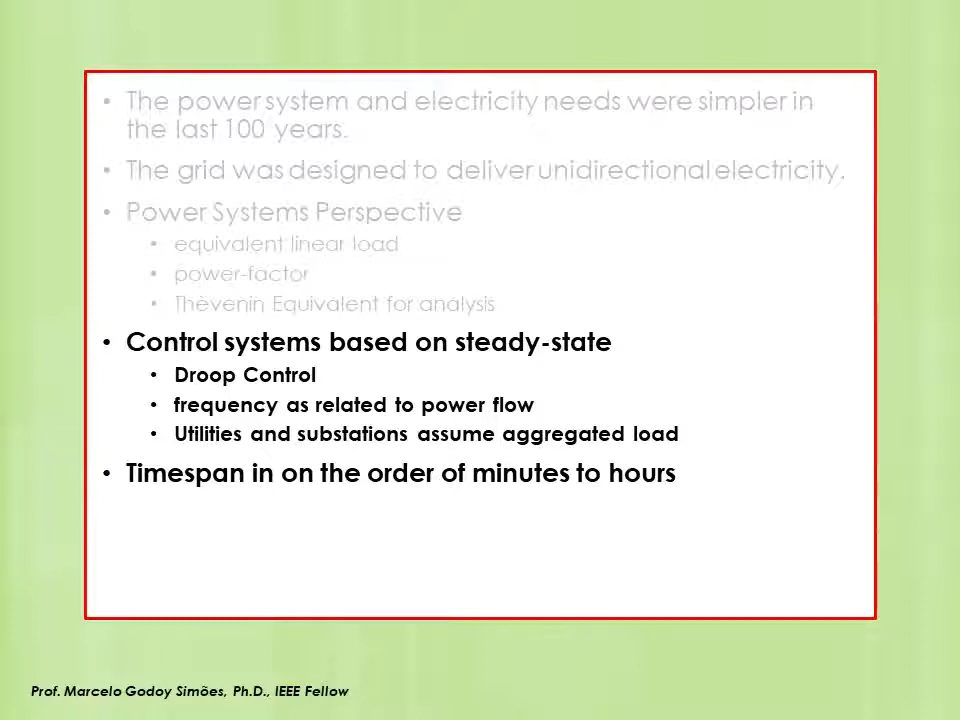 • The power system and electricity needs were simpler in
the last 100 years.
• The grid was designed to deliver unidirectional electricity.
• Power Systems Perspective
• equivalent linear load
• power-factor
• Thèvenin Equivalent for analysis
• Control systems based on steady-state
• Droop Control
• frequency as related to power flow
• Utilities and substations assume aggregated load
• Timespan in on the order of minutes to hours
Prof. Marcelo Godoy Simões, Ph.D., IEEE Fellow